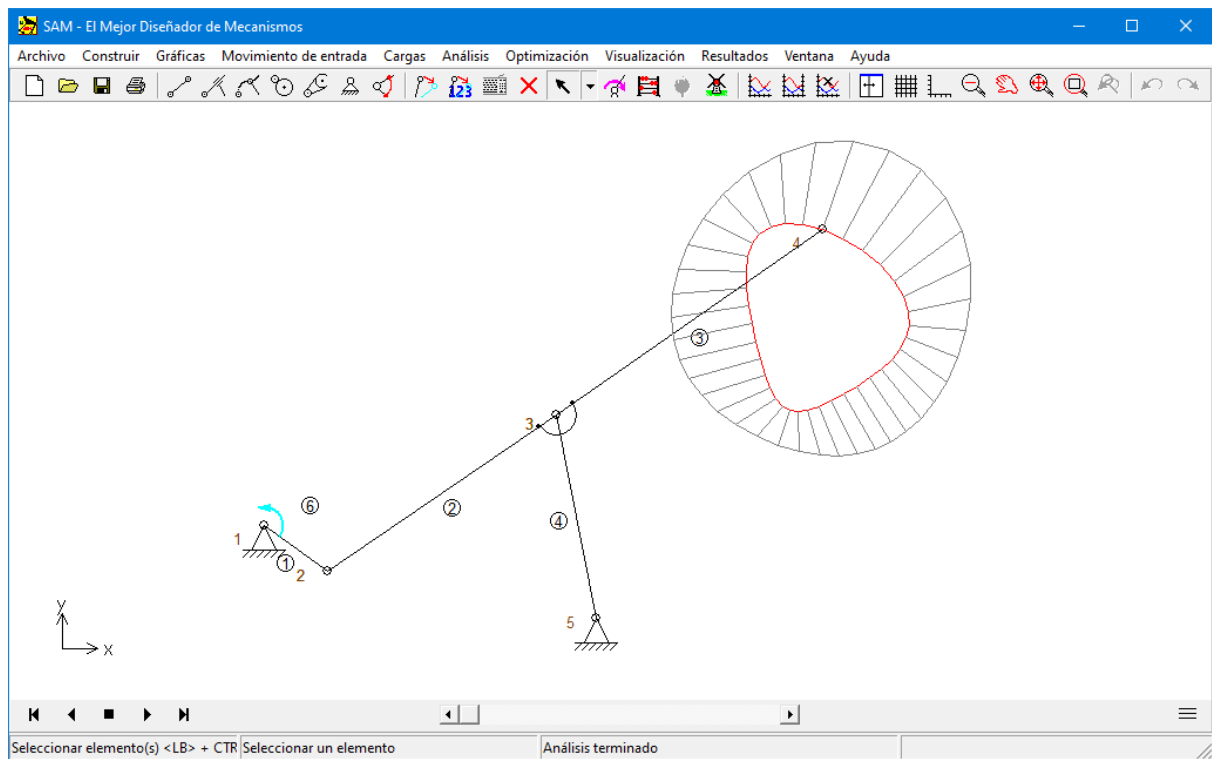 SAM - El Mejor Diseñador de Mecanismos
Archivo Construir Gráficas Movimiento de entrada Cargas Análisis Optimización Visualización Resultados Ventana Ayuda
123
4
3
3
6
2
4
1
1
2
5
y
x
Seleccionar elemento(s) <LB> + CTR Seleccionar un elemento Análisis terminado